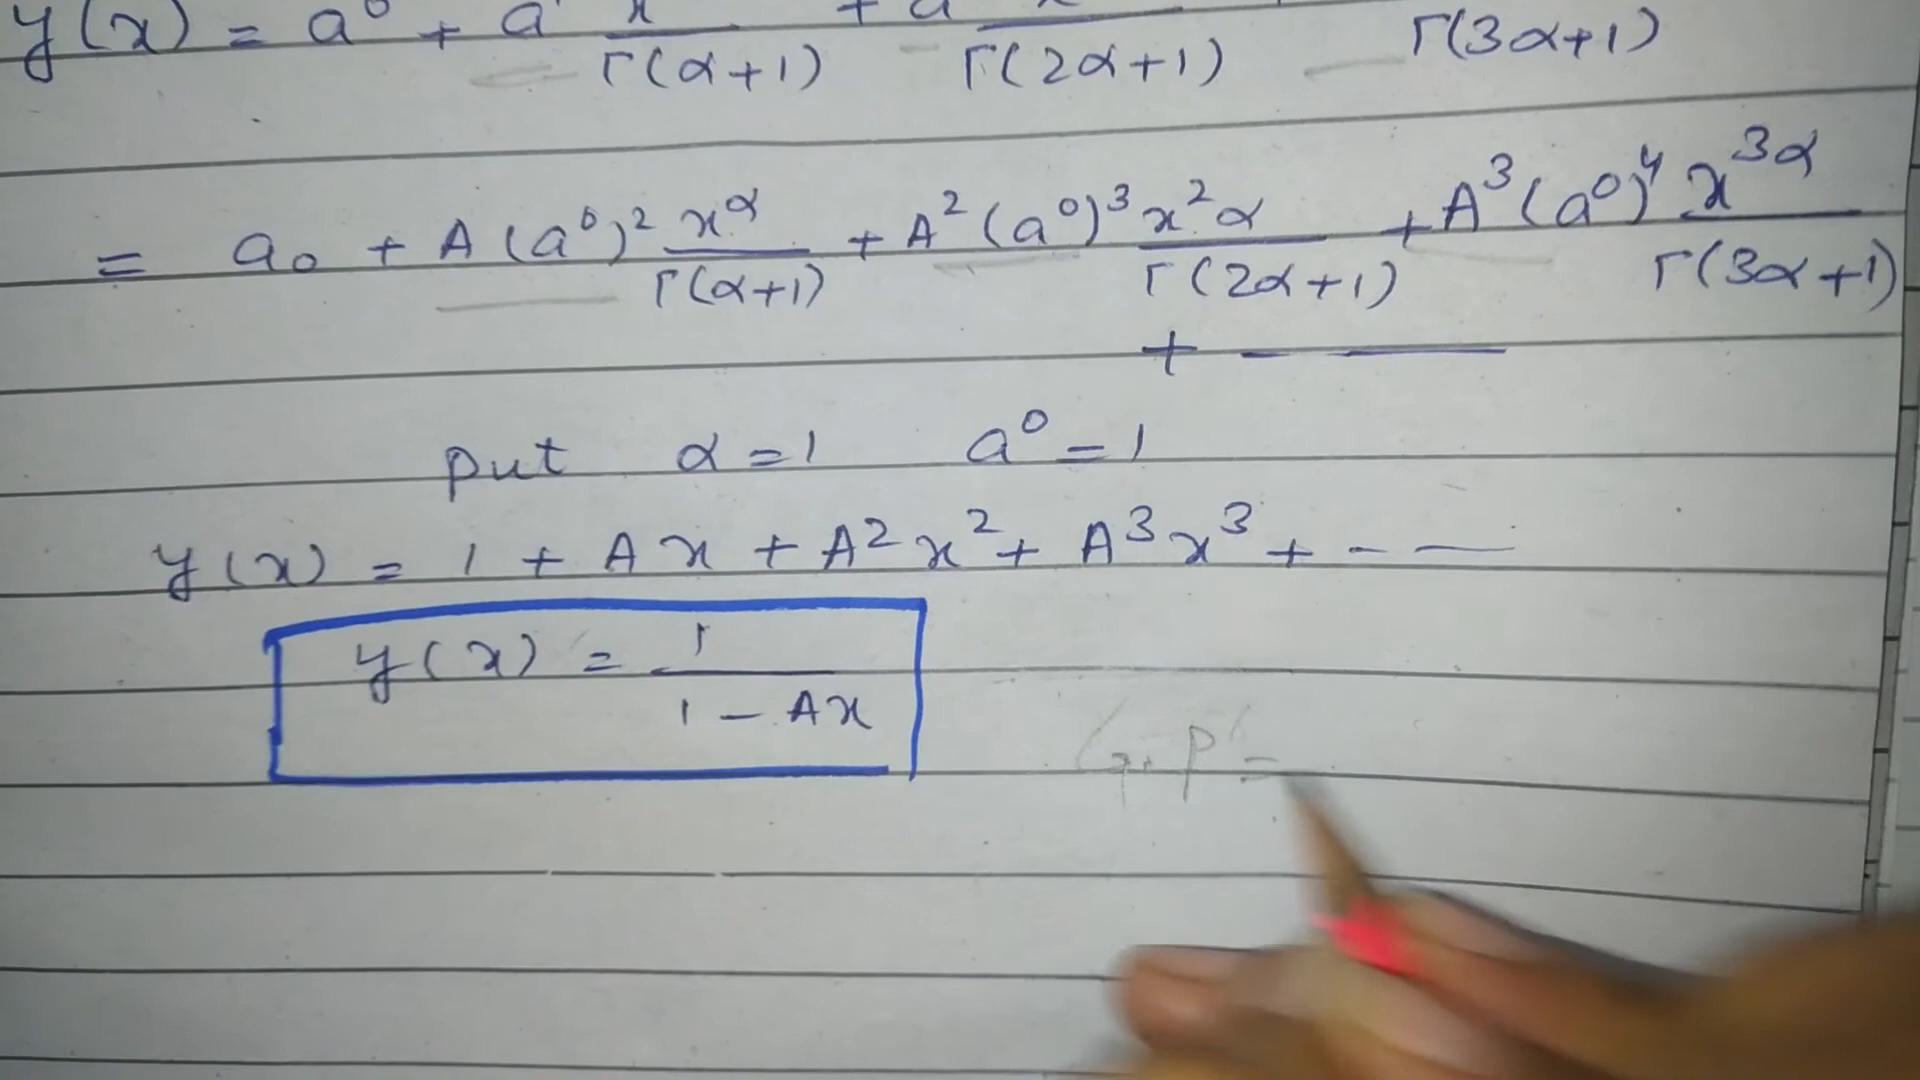 y(x) = a⁰ + a x/Γ(α+1) + a /Γ(2α+1) Γ(3α+1)
= a₀ + A(a⁰)² x^α/Γ(α+1) + A²(a⁰)³ x^2α/Γ(2α+1) + A³(a⁰)⁴ x^3α/Γ(3α+1)
+ - —
put α = 1 a⁰ = 1
y(x) = 1 + Ax + A²x² + A³x³ + - —
y(x) = 1/(1 - Ax)
G.P =